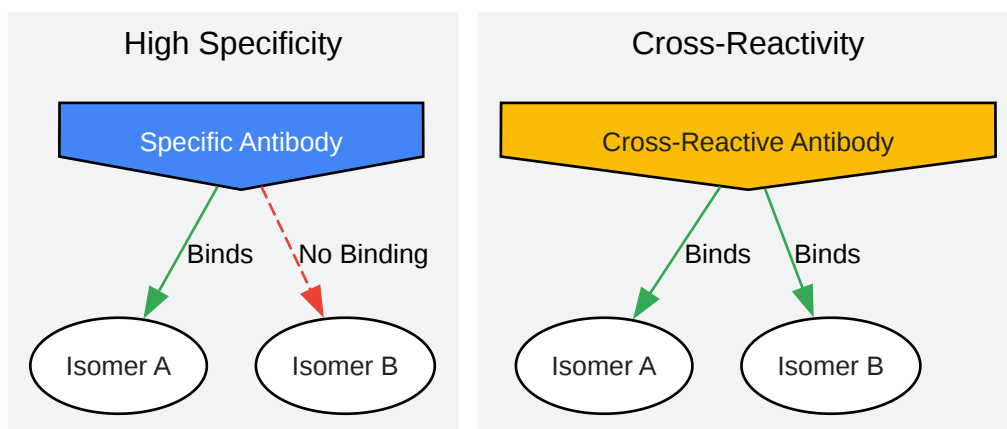 High Specificity
Specific Antibody
Binds
No Binding
Isomer A
Isomer B
Cross-Reactivity
Cross-Reactive Antibody
Binds
Binds
Isomer A
Isomer B